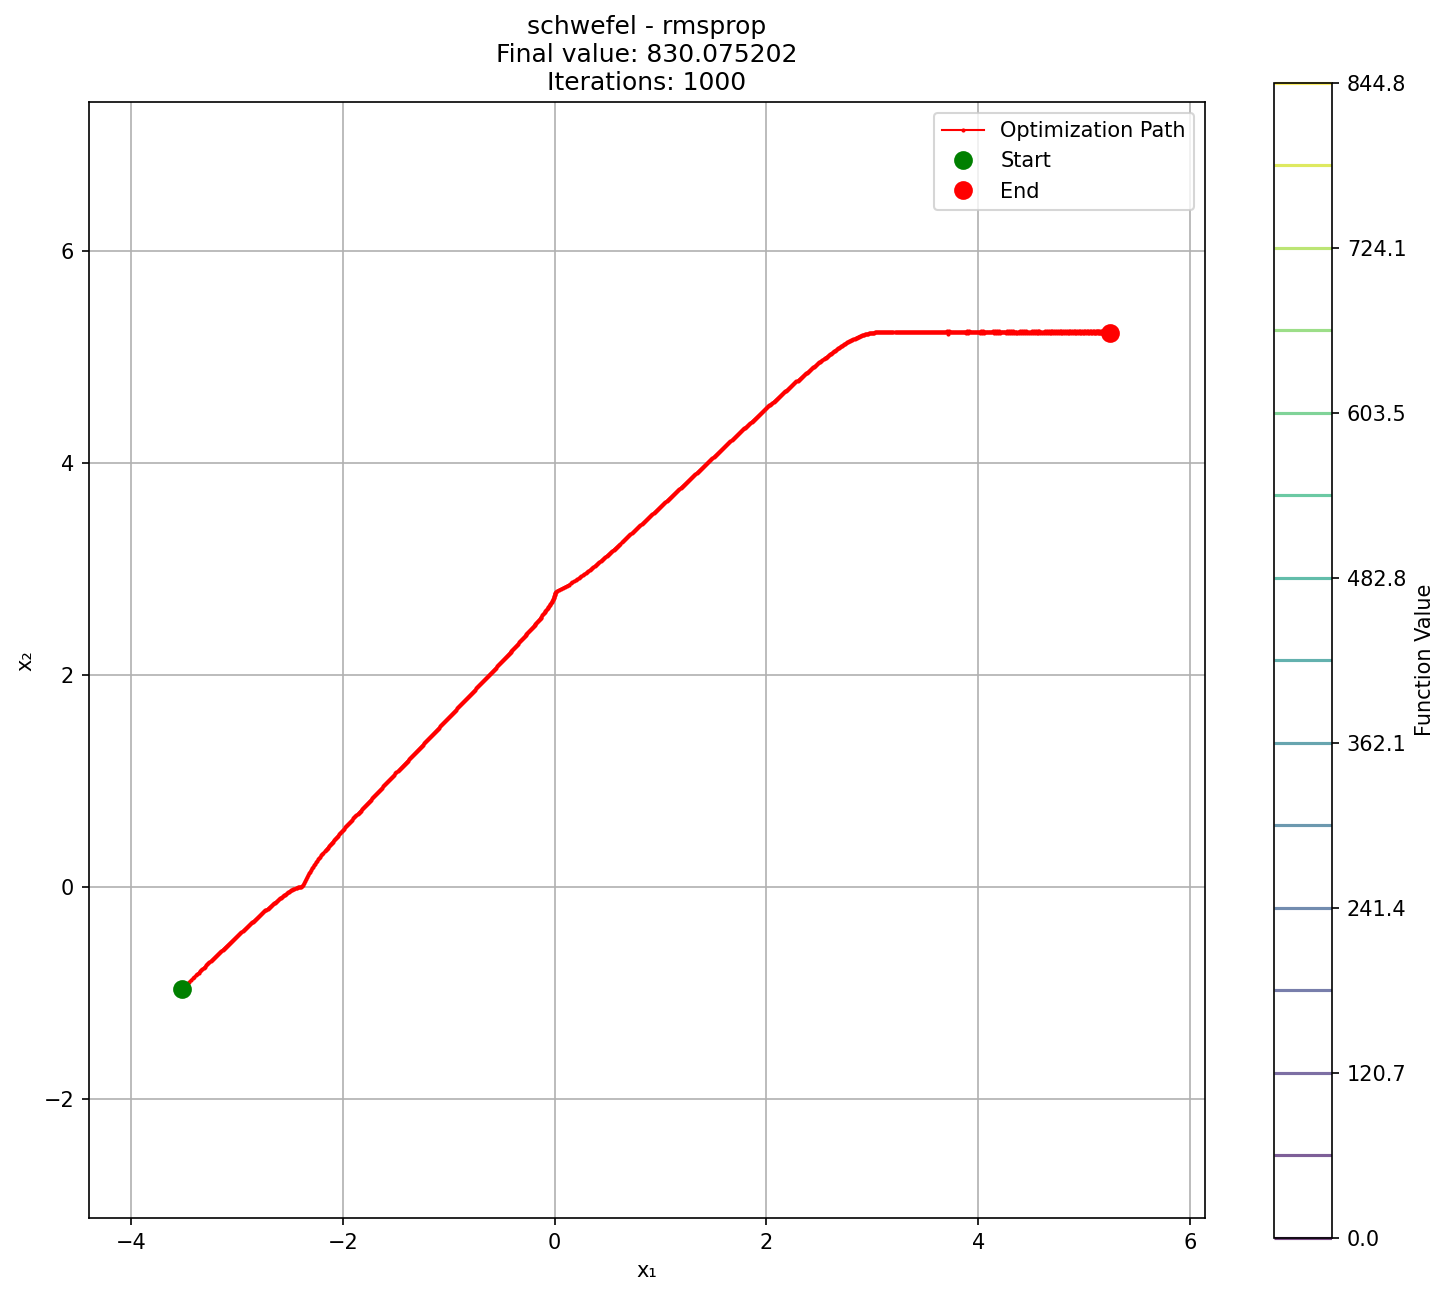 schwefel - rmsprop
Final value: 830.075202
Iterations: 1000
Optimization Path
Start
End
6
4
2
0
−2
−4
−2
0
2
4
6
x₁
x₂
844.8
724.1
603.5
482.8
362.1
241.4
120.7
0.0
Function Value